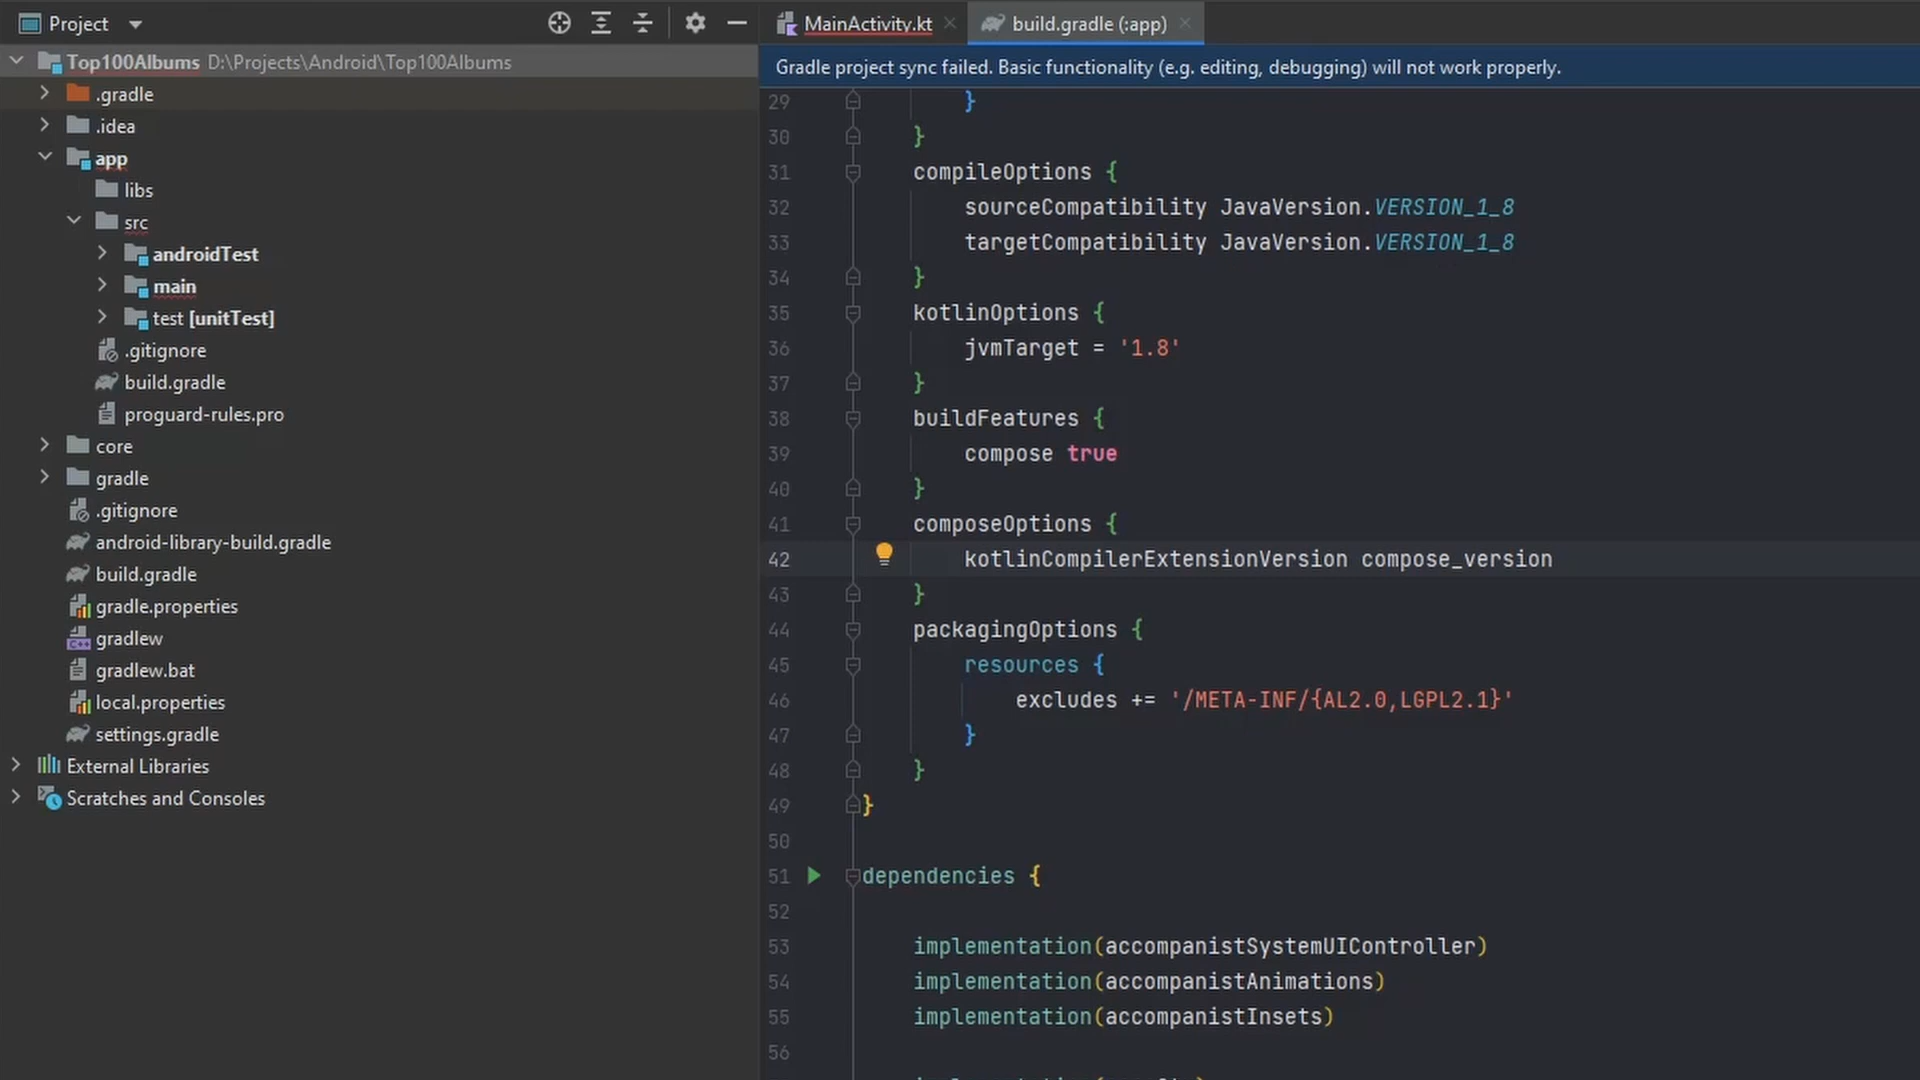 Project
Top100Albums D:\Projects\Android\Top100Albums
.gradle
.idea
app
libs
src
androidTest
main
test [unitTest]
.gitignore
build.gradle
proguard-rules.pro
core
gradle
.gitignore
android-library-build.gradle
build.gradle
gradle.properties
gradlew
gradlew.bat
local.properties
settings.gradle
External Libraries
Scratches and Consoles
MainActivity.kt
build.gradle (:app)
Gradle project sync failed. Basic functionality (e.g. editing, debugging) will not work properly.
29 }
30 }
31 compileOptions {
32 sourceCompatibility JavaVersion.VERSION_1_8
33 targetCompatibility JavaVersion.VERSION_1_8
34 }
35 kotlinOptions {
36 jvmTarget = '1.8'
37 }
38 buildFeatures {
39 compose true
40 }
41 composeOptions {
42 kotlinCompilerExtensionVersion compose_version
43 }
44 packagingOptions {
45 resources {
46 excludes += '/META-INF/{AL2.0,LGPL2.1}'
47 }
48 }
49 }
50
51 dependencies {
52
53 implementation(accompanistSystemUIController)
54 implementation(accompanistAnimations)
55 implementation(accompanistInsets)
56